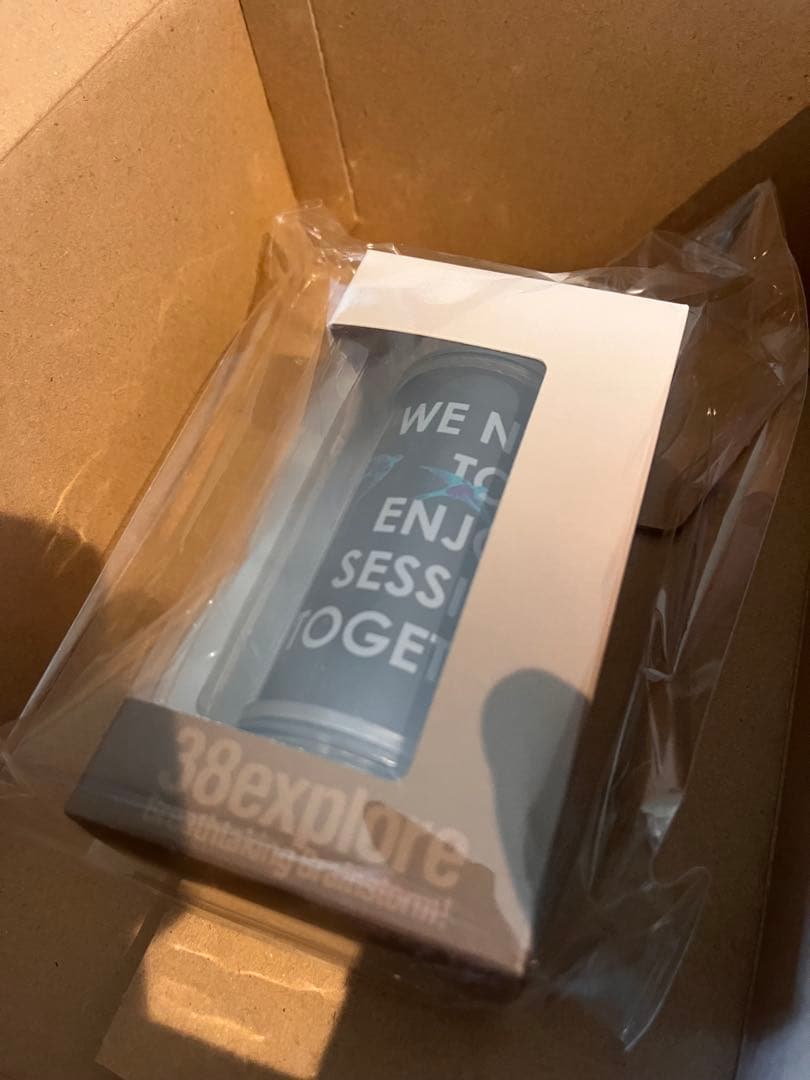 WE N
TO
ENJO
SESSI
TOGET
38explore
breathtaking brainstorm!